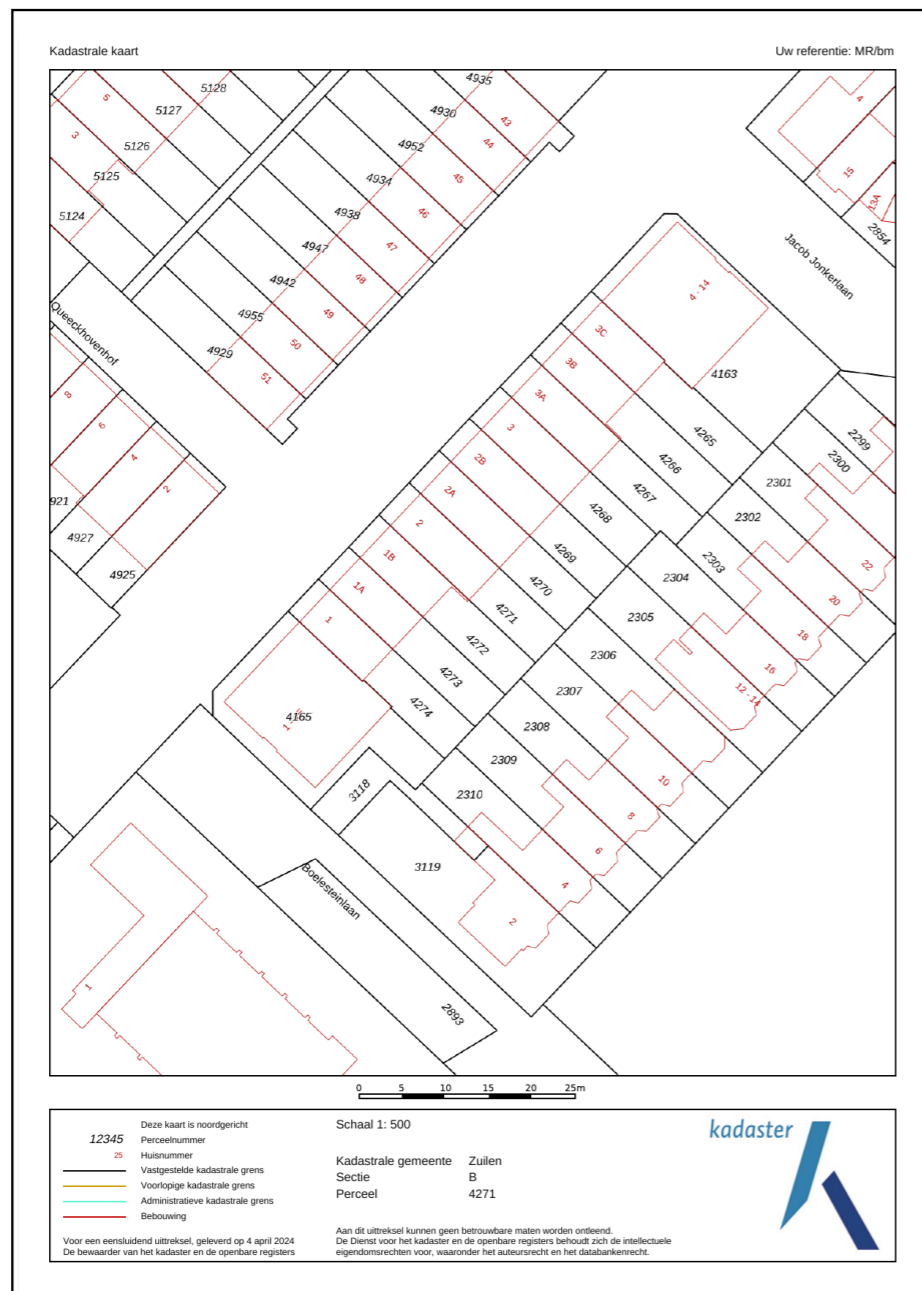 Kadastrale kaart
Uw referentie: MR/bm
4935
5128
5
4930
43
5127
4
3
4952
44
5126
15
5125
4934
45
13A
5124
4938
46
2854
4947
47
Jacob Jonkerlaan
4942
48
4 - 14
4955
49
Queeckhovenhof
4929
50
3C
51
3B
4163
8
3A
6
3
4265
2299
4
2B
4266
2300
2
2A
4267
2301
4921
2
4268
2302
4927
1B
4269
2303
22
4925
1A
4270
2304
20
1
4271
2305
18
4272
2306
16
4273
2307
12 - 14
4165
4274
2308
3118
2309
10
2310
8
3119
6
Boelesteinlaan
4
2
1
2893
0 5 10 15 20 25m
Deze kaart is noordgericht
12345 Perceelnummer
25 Huisnummer
Vastgestelde kadastrale grens
Voorlopige kadastrale grens
Administratieve kadastrale grens
Bebouwing
Voor een eensluidend uittreksel, geleverd op 4 april 2024
De bewaarder van het kadaster en de openbare registers
Schaal 1: 500
Kadastrale gemeente Zuilen
Sectie B
Perceel 4271
Aan dit uittreksel kunnen geen betrouwbare maten worden ontleend.
De Dienst voor het kadaster en de openbare registers behoudt zich de intellectuele
eigendomsrechten voor, waaronder het auteursrecht en het databankenrecht.
kadaster